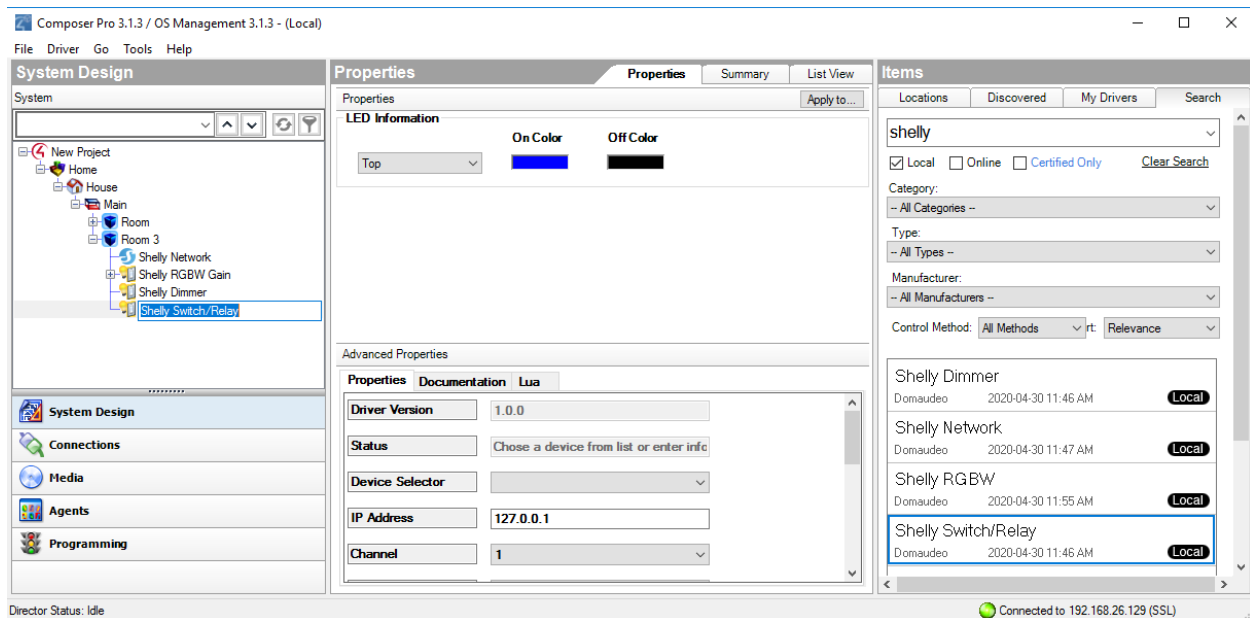 Composer Pro 3.1.3 / OS Management 3.1.3 - (Local)
File Driver Go Tools Help
System Design
System
New Project
Home
House
Main
Room
Room 3
Shelly Network
Shelly RGBW Gain
Shelly Dimmer
Shelly Switch/Relay
System Design
Connections
Media
Agents
Programming
Properties
Properties Summary List View
Properties Apply to...
LED Information
On Color Off Color
Top
Advanced Properties
Properties Documentation Lua
Driver Version 1.0.0
Status Chose a device from list or enter infc
Device Selector
IP Address 127.0.0.1
Channel 1
Items
Locations Discovered My Drivers Search
shelly
Local Online Certified Only Clear Search
Category:
-- All Categories --
Type:
-- All Types --
Manufacturer:
-- All Manufacturers --
Control Method: All Methods rt: Relevance
Shelly Dimmer
Domaudeo 2020-04-30 11:46 AM Local
Shelly Network
Domaudeo 2020-04-30 11:47 AM Local
Shelly RGBW
Domaudeo 2020-04-30 11:55 AM Local
Shelly Switch/Relay
Domaudeo 2020-04-30 11:46 AM Local
Director Status: Idle
Connected to 192.168.26.129 (SSL)